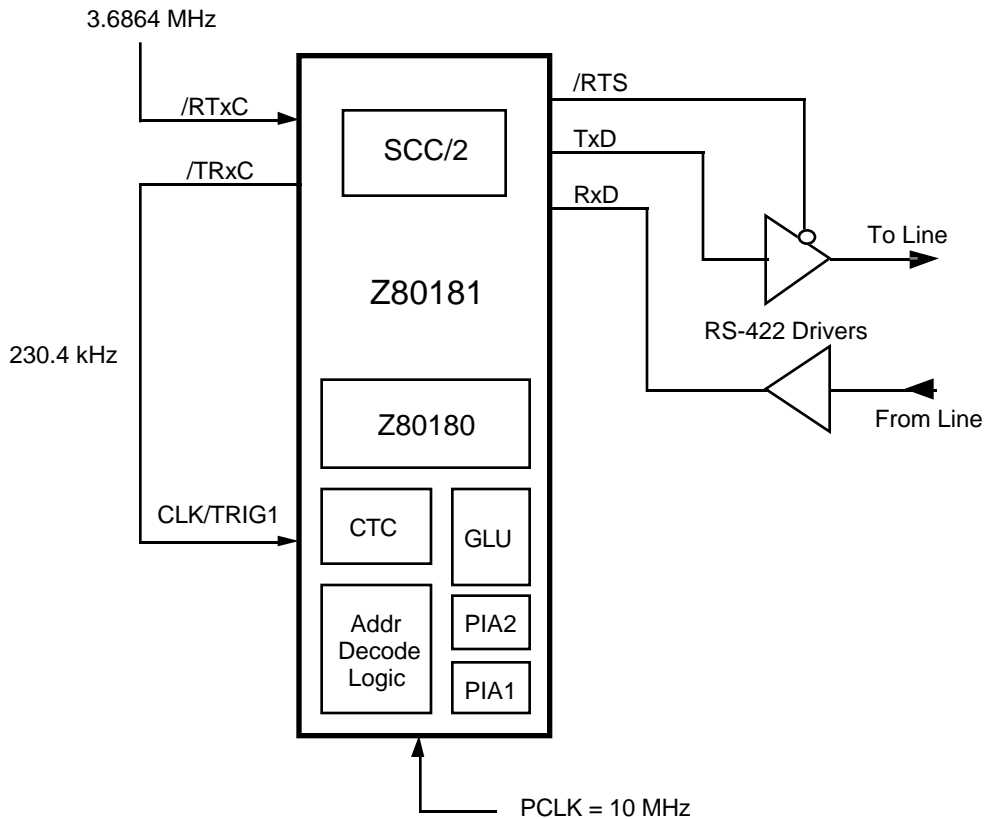 3.6864 MHz
/RTxC
/TRxC
230.4 kHz
CLK/TRIG1
SCC/2
Z80181
Z80180
CTC
GLU
Addr
Decode
Logic
PIA2
PIA1
/RTS
TxD
RxD
To Line
RS-422 Drivers
From Line
PCLK = 10 MHz